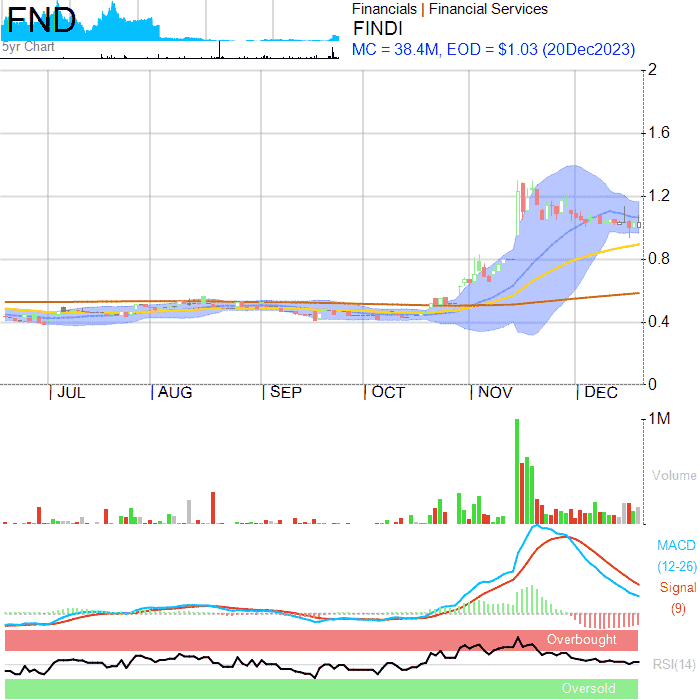 FND
5yr Chart
Financials | Financial Services
FINDI
MC = 38.4M, EOD = $1.03 (20Dec2023)
2
1.6
1.2
0.8
0.4
0
JUL AUG SEP OCT NOV DEC
1M
Volume
MACD
(12-26)
Signal
(9)
Overbought
RSI(14)
Oversold